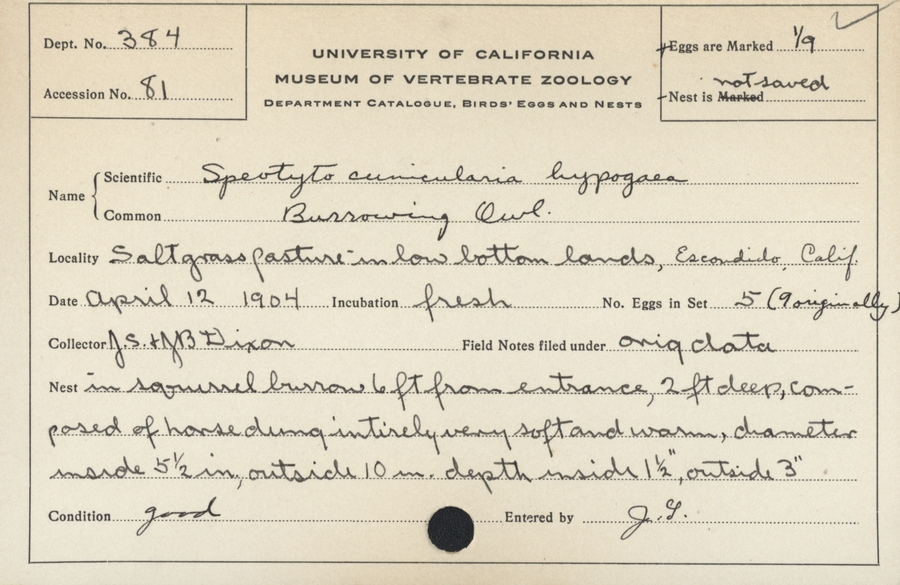 Dept. No. 384
Accession No. 81
UNIVERSITY OF CALIFORNIA
MUSEUM OF VERTEBRATE ZOOLOGY
DEPARTMENT CATALOGUE, BIRDS' EGGS AND NESTS
Eggs are Marked 1/9
not saved
Nest is Marked
Name
Scientific Speotyto cunicularia hypogaea
Common Burrowing Owl.
Locality Saltgrass pasture in low bottom lands, Escondido, Calif.
Date April 12 1904 Incubation fresh No. Eggs in Set 5 (9 originally)
Collector J.S. & J.B Dixon Field Notes filed under orig data
Nest in squirrel burrow 6 ft from entrance, 2 ft deep, com-
posed of horse dung intirely very soft and warm, diameter
inside 5½ in, outside 10 in. depth inside 1½", outside 3"
Condition good Entered by J.G.